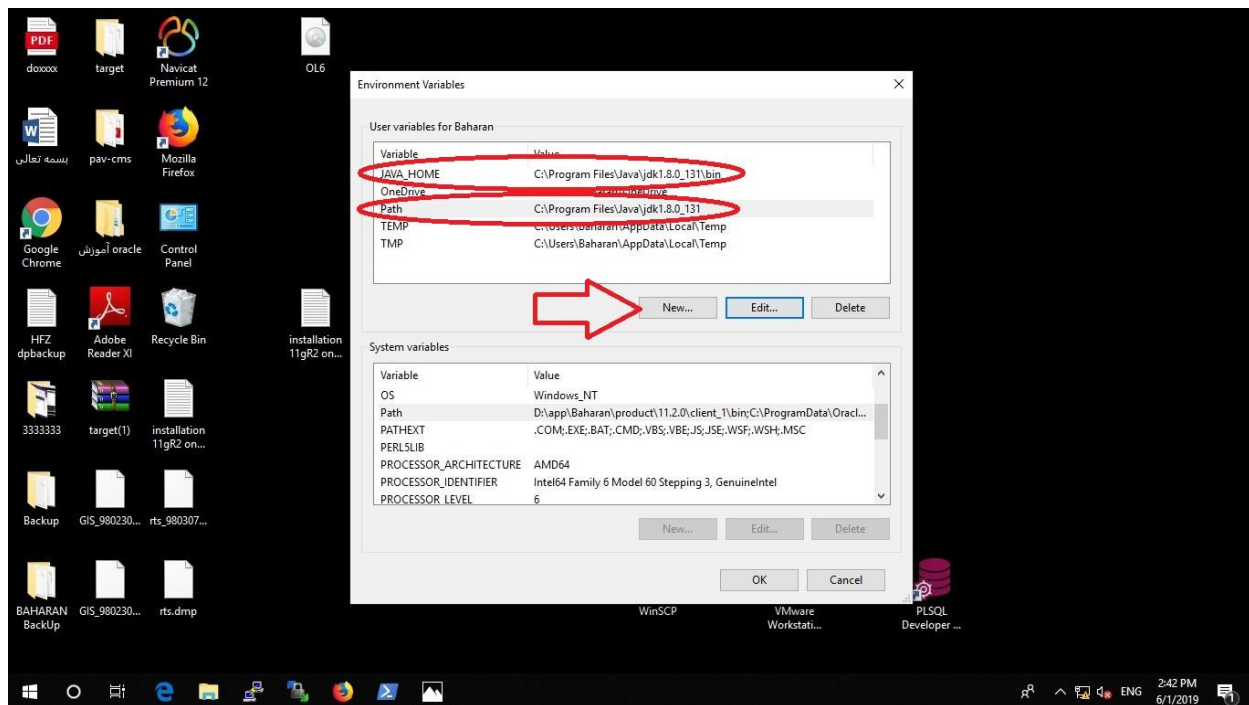 PDF
doxxxx
target
Navicat
Premium 12
OL6
بسمه تعالی
pav-cms
Mozilla
Firefox
Google
Chrome
آموزش oracle
Control
Panel
HFZ
dpbackup
Adobe
Reader XI
Recycle Bin
installation
11gR2 on...
3333333
target(1)
installation
11gR2 on...
Backup
GIS_980230...
rts_980307...
BAHARAN
BackUp
GIS_980230...
rts.dmp
Environment Variables
User variables for Baharan
Variable Value
JAVA_HOME C:\Program Files\Java\jdk1.8.0_131\bin
OneDrive
Path C:\Program Files\Java\jdk1.8.0_131
TEMP C:\Users\Baharan\AppData\Local\Temp
TMP C:\Users\Baharan\AppData\Local\Temp
New... Edit... Delete
System variables
Variable Value
OS Windows_NT
Path D:\app\Baharan\product\11.2.0\client_1\bin;C:\ProgramData\Oracl...
PATHEXT .COM;.EXE;.BAT;.CMD;.VBS;.VBE;.JS;.JSE;.WSF;.WSH;.MSC
PERL5LIB
PROCESSOR_ARCHITECTURE AMD64
PROCESSOR_IDENTIFIER Intel64 Family 6 Model 60 Stepping 3, GenuineIntel
PROCESSOR_LEVEL 6
New... Edit... Delete
OK Cancel
WinSCP
VMware
Workstati...
PLSQL
Developer ...
ENG
2:42 PM
6/1/2019